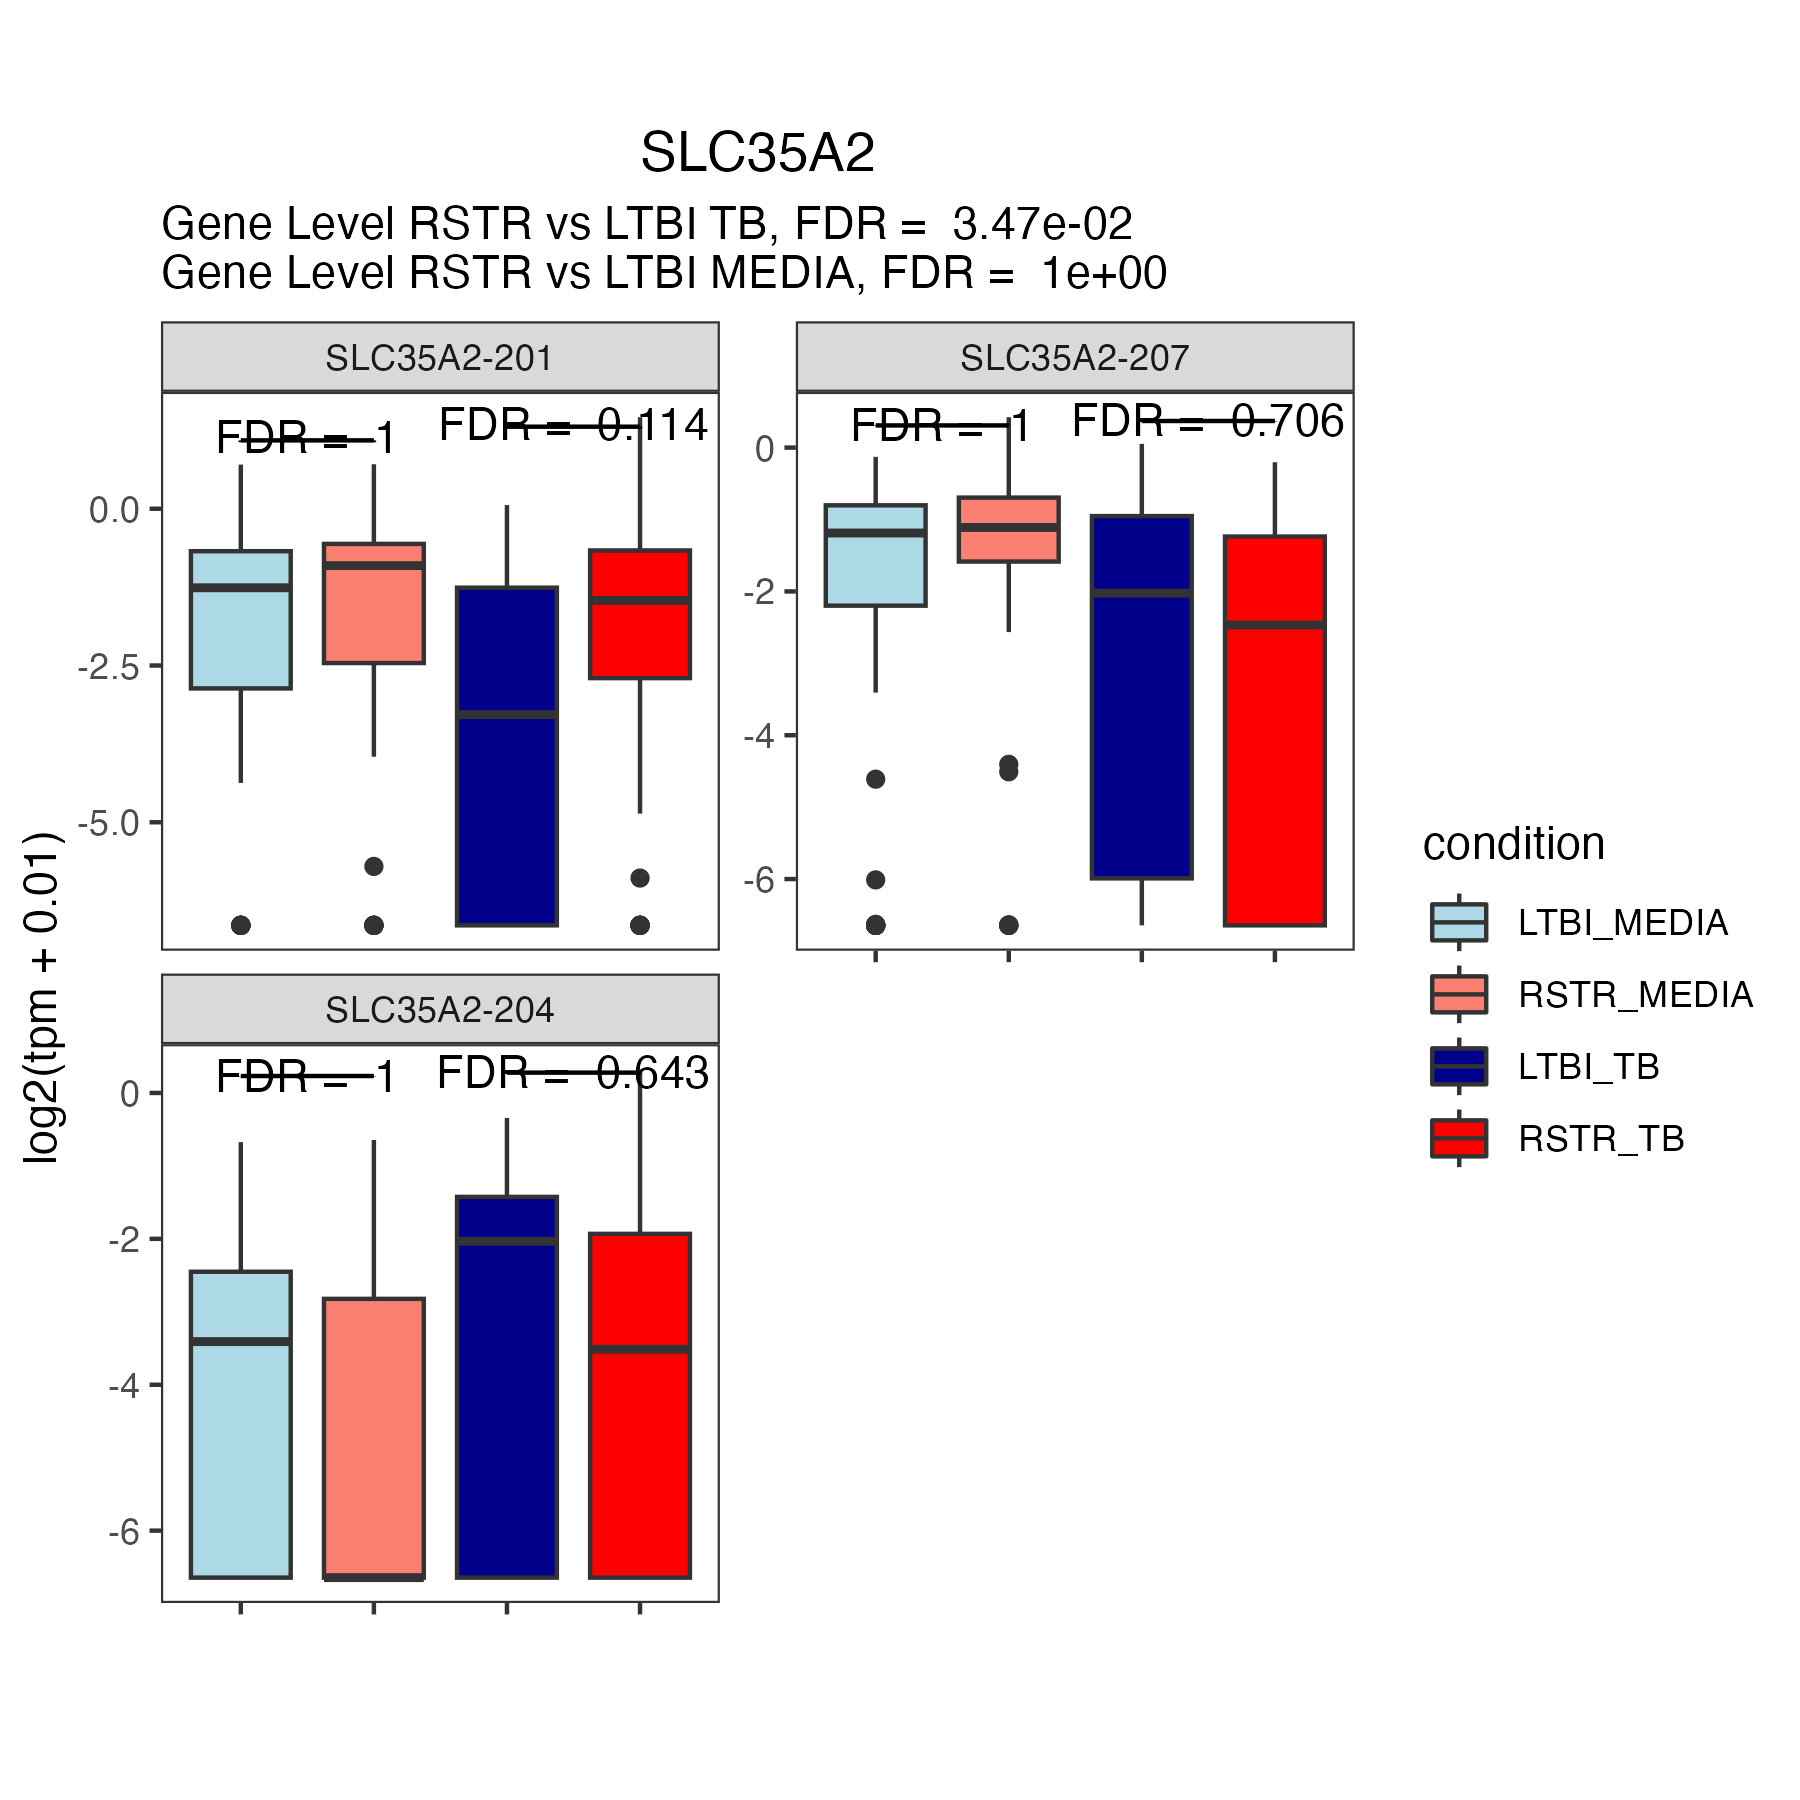 SLC35A2
Gene Level RSTR vs LTBI TB, FDR =  3.47e-02
Gene Level RSTR vs LTBI MEDIA, FDR =  1e+00
SLC35A2-201
FDR = 1
FDR = 0.114
0.0
-2.5
-5.0
SLC35A2-207
FDR = 1
FDR = 0.706
0
-2
-4
-6
SLC35A2-204
FDR = 1
FDR = 0.643
0
-2
-4
-6
log2(tpm + 0.01)
condition
LTBI_MEDIA
RSTR_MEDIA
LTBI_TB
RSTR_TB